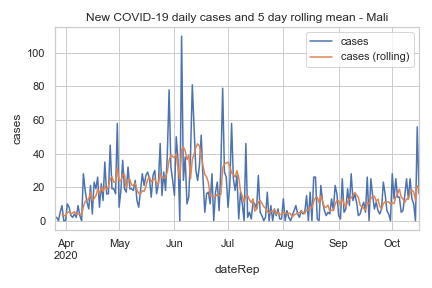 New COVID-19 daily cases and 5 day rolling mean - Mali
cases
cases (rolling)
100
80
60
40
20
0
cases
Apr May Jun Jul Aug Sep Oct
2020
dateRep